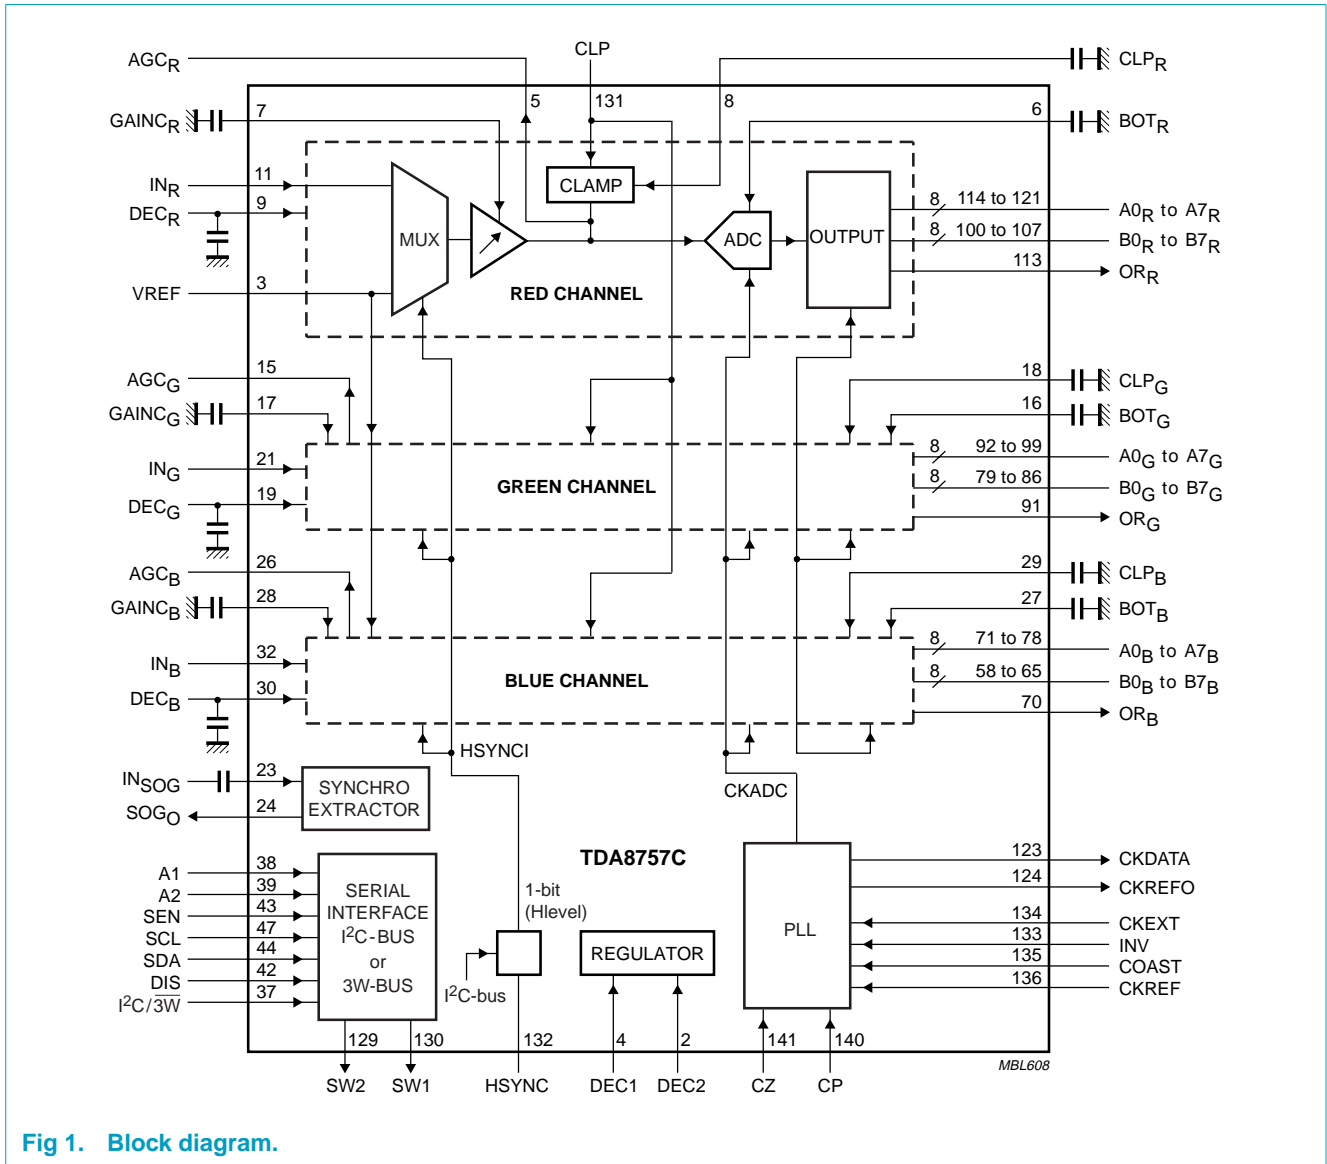 CLP
AGCR
CLPR
5
131
8
7
6
GAINCR
BOTR
CLAMP
11
INR
9
DECR
MUX
ADC
OUTPUT
8
114 to 121
A0R to A7R
8
100 to 107
B0R to B7R
113
ORR
3
VREF
RED CHANNEL
15
AGCG
18
CLPG
17
GAINCG
16
BOTG
21
ING
GREEN CHANNEL
8
92 to 99
A0G to A7G
19
DECG
8
79 to 86
B0G to B7G
91
ORG
26
AGCB
29
CLPB
28
GAINCB
27
BOTB
32
INB
BLUE CHANNEL
8
71 to 78
A0B to A7B
30
DECB
8
58 to 65
B0B to B7B
70
ORB
HSYNCI
CKADC
23
INSOG
24
SOGO
SYNCHRO
EXTRACTOR
TDA8757C
38
A1
39
A2
43
SEN
47
SCL
44
SDA
42
DIS
37
I2C/3W
SERIAL
INTERFACE
I2C-BUS
or
3W-BUS
1-bit
(Hlevel)
I2C-bus
REGULATOR
PLL
123
CKDATA
124
CKREFO
134
CKEXT
133
INV
135
COAST
136
CKREF
129
130
132
4
2
141
140
SW2
SW1
HSYNC
DEC1
DEC2
CZ
CP
MBL608
Fig 1. Block diagram.